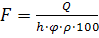 F = Q / (h·φ·ρ·100)